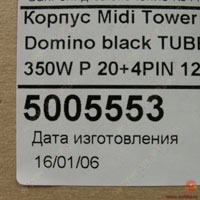 Корпус Midi Tower
Domino black TUBE
350W P 20+4PIN 12
5005553
Дата изготовления
16/01/06